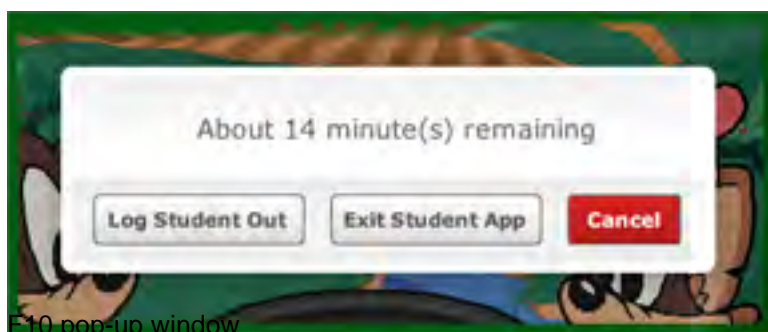 About 14 minute(s) remaining
Log Student Out Exit Student App Cancel
F10 pop-up window